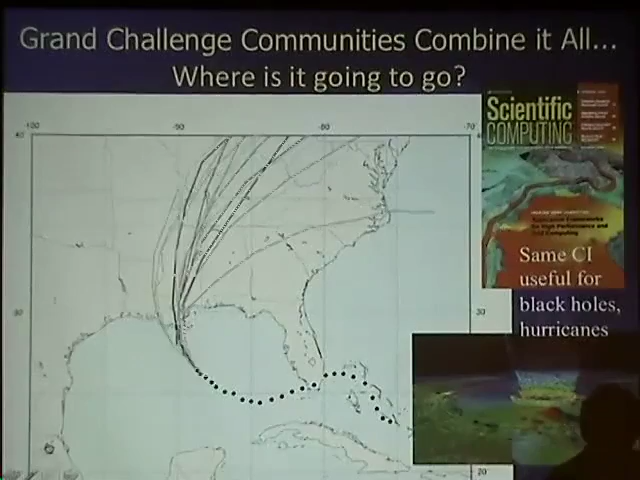 Grand Challenge Communities Combine it All...
Where is it going to go?
-100
-90
-80
-70
40
30
30
20
Scientific
COMPUTING
Same CI
useful for
black holes,
hurricanes